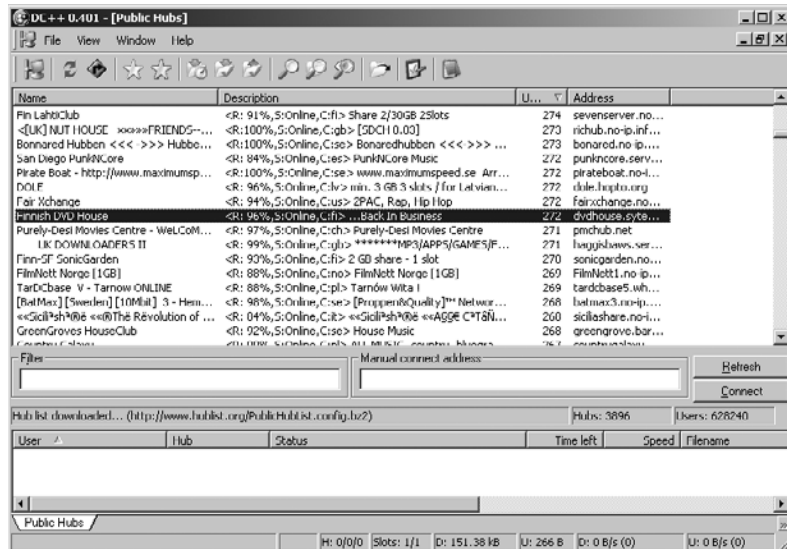 DC++ 0.401 - [Public Hubs]
File View Window Help
Name Description U... Address
Fin LahtiClub <R: 91%,S:Online,C:fi> Share 2/30GB 2Slots 274 sevenserver.no...
<[UK] NUT HOUSE »»»»FRIENDS--... <R:100%,S:Online,C:gb> [SDCH 0.03] 273 richub.no-ip.inf...
Bonnared Hubben <<<·>>> Hubbe... <R:100%,S:Online,C:se> Bonaredhubben <<<·>>> ... 273 bonared.no-ip....
San Diego PunkNCore <R: 84%,S:Online,C:es> PunkNCore Music 272 punkncore.serv...
Pirate Boat - http://www.maximumsp... <R:100%,S:Online,C:se> www.maximumspeed.se Arr... 272 pirateboat.no-i...
DOLE <R: 96%,S:Online,C:lv> min. 3 GB 3 slots / for Latvian... 272 dole.hopto.org
Fair Xchange <R: 94%,S:Online,C:us> 2PAC, Rap, Hip Hop 272 fairxchange.no...
Finnish DVD House <R: 96%,S:Online,C:fi> ...Back In Business 272 dvdhouse.syte...
Purely-Desi Movies Centre - WeLCoM... <R: 97%,S:Online,C:ch> Purely-Desi Movies Centre 271 pmchub.net
UK DOWNLOADERS II <R: 99%,S:Online,C:gb> *******MP3/APPS/GAMES/F... 271 haggisbaws.ser...
Finn-SF SonicGarden <R: 93%,S:Online,C:fi> 2 GB share - 1 slot 270 sonicgarden.no...
FilmNett Norge [1GB] <R: 88%,S:Online,C:no> FilmNett Norge [1GB] 269 FilmNett1.no-ip...
TarDCbase V - Tarnow ONLINE <R: 88%,S:Online,C:pl> Tarnów Wita ! 269 tardcbase5.wh...
[BatMax] [Sweden] [10Mbit] 3 - Hem... <R: 98%,S:Online,C:se> [Proppen&Quality]™ Networ... 268 batmax3.no-ip....
<R: 84%,S:Online,C:it> 268 siciliashare.no-i...
GreenGroves HouseClub <R: 92%,S:Online,C:se> House Music 268 greengrove.bar...
Filter Manual connect address
Refresh
Connect
Hub list downloaded... (http://www.hublist.org/PublicHubList.config.bz2) Hubs: 3896 Users: 628240
User Hub Status Time left Speed Filename
Public Hubs
H: 0/0/0 Slots: 1/1 D: 151.38 kB U: 266 B D: 0 B/s (0) U: 0 B/s (0)